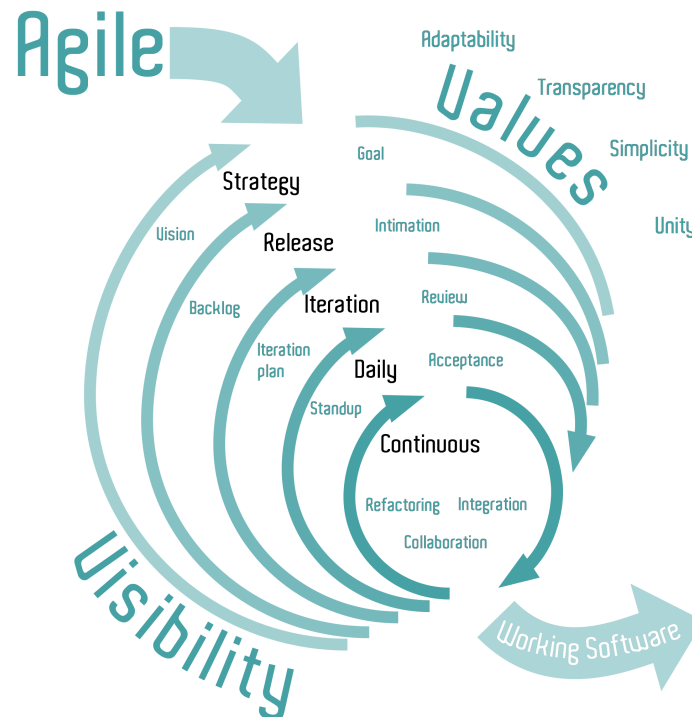 Agile
Adaptability
Values
Transparency
Simplicity
Unity
Goal
Strategy
Vision
Intimation
Release
Backlog
Review
Iteration
Iteration
plan
Acceptance
Daily
Standup
Continuous
Refactoring
Integration
Collaboration
Visibility
Working Software